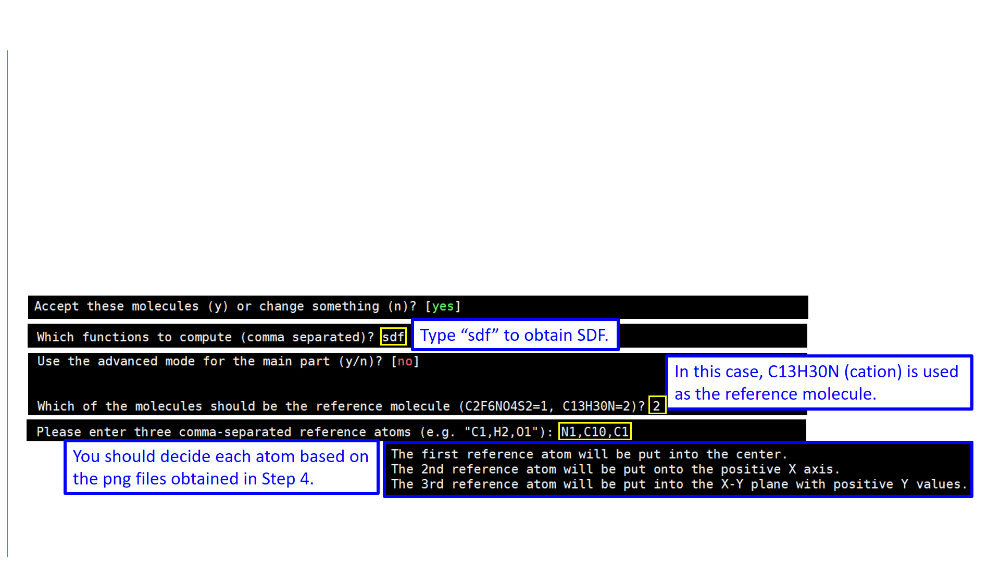 Accept these molecules (y) or change something (n)? [yes]
Which functions to compute (comma separated)? sdf
Type “sdf” to obtain SDF.
Use the advanced mode for the main part (y/n)? [no]
In this case, C13H30N (cation) is used
as the reference molecule.
Which of the molecules should be the reference molecule (C2F6NO4S2=1, C13H30N=2)? 2
Please enter three comma-separated reference atoms (e.g. "C1,H2,O1"): N1,C10,C1
You should decide each atom based on
the png files obtained in Step 4.
The first reference atom will be put into the center.
The 2nd reference atom will be put onto the positive X axis.
The 3rd reference atom will be put into the X-Y plane with positive Y values.